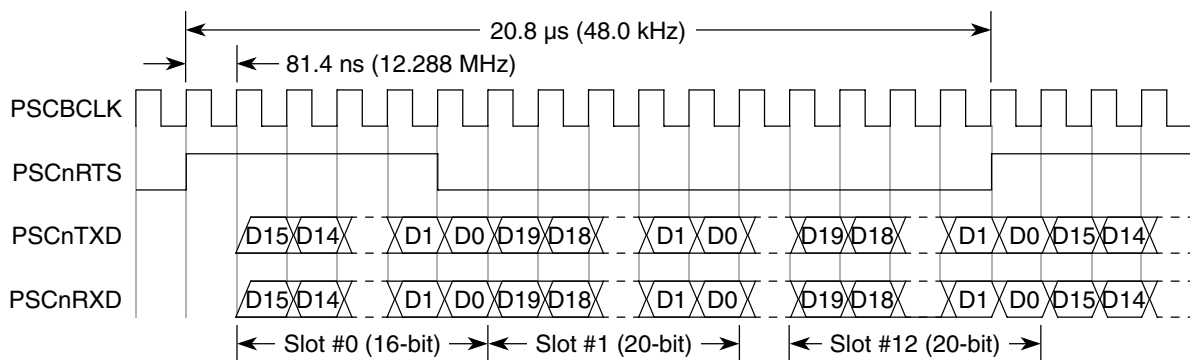 20.8 µs (48.0 kHz)
81.4 ns (12.288 MHz)
PSCBCLK
PSCnRTS
PSCnTXD D15 D14 D1 D0 D19 D18 D1 D0 D19 D18 D1 D0 D15 D14
PSCnRXD D15 D14 D1 D0 D19 D18 D1 D0 D19 D18 D1 D0 D15 D14
Slot #0 (16-bit) Slot #1 (20-bit) Slot #12 (20-bit)